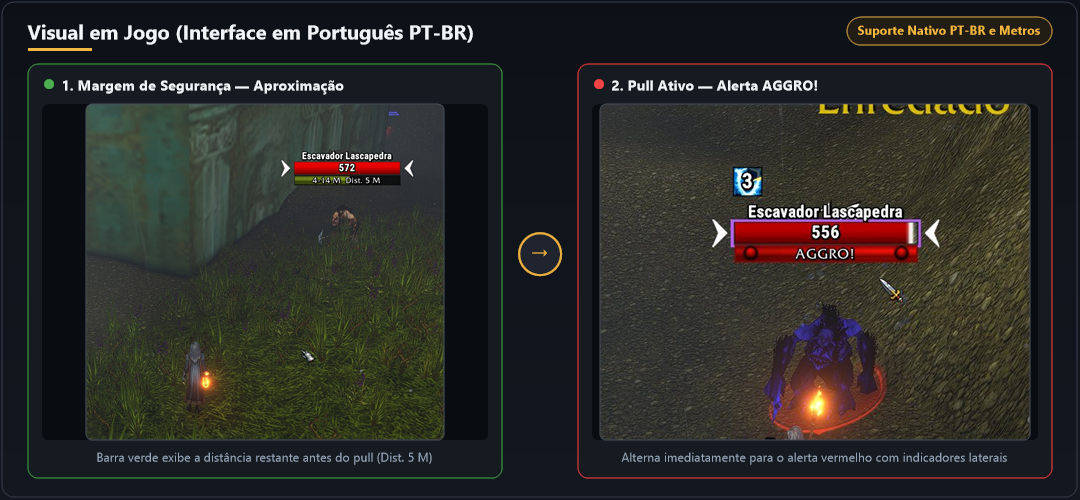 Visual em Jogo (Interface em Português PT-BR)
Suporte Nativo PT-BR e Metros
1. Margem de Segurança — Aproximação
Escavador Lascapedra
572
Dist. 5 M
Barra verde exibe a distância restante antes do pull (Dist. 5 M)
→
2. Pull Ativo — Alerta AGGRO!
Enredado
3
Escavador Lascapedra
556
AGGRO!
Alterna imediatamente para o alerta vermelho com indicadores laterais